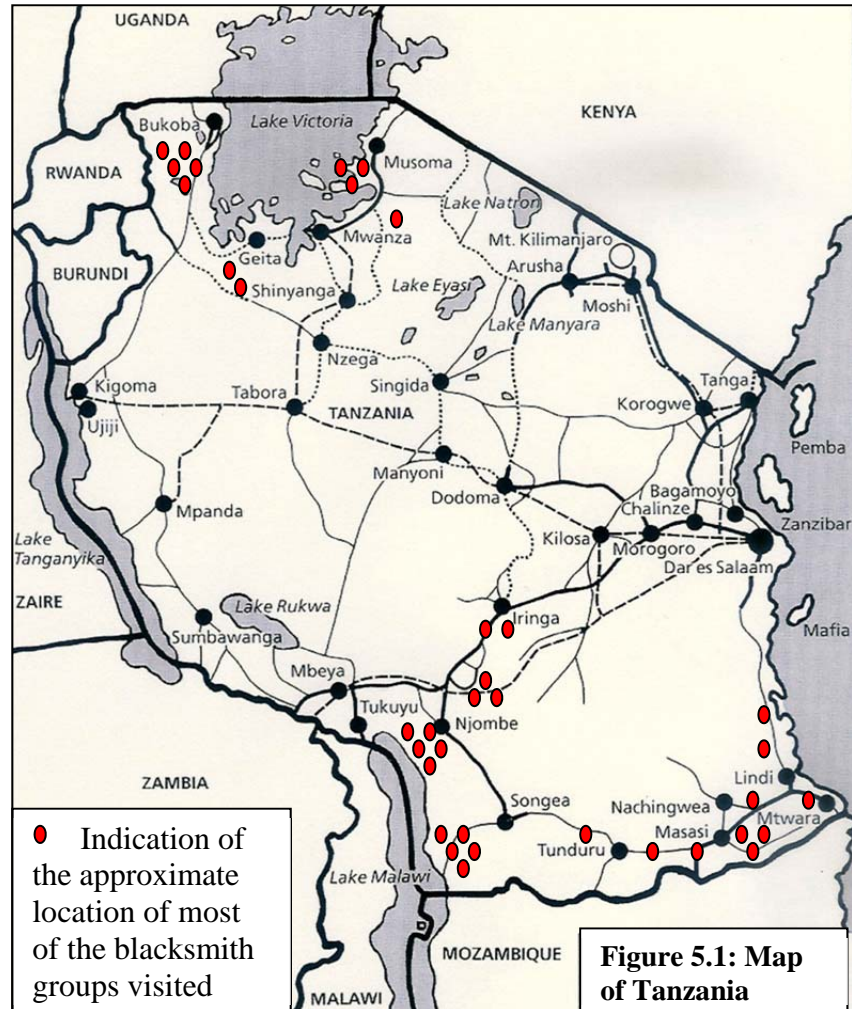 UGANDA
KENYA
Bukoba
Lake Victoria
Musoma
RWANDA
Lake Natron
Mwanza
Mt. Kilimanjaro
Geita
Arusha
BURUNDI
Shinyanga
Lake Eyasi
Moshi
Lake Manyara
Nzega
Kigoma
Singida
Tanga
Tabora
TANZANIA
Korogwe
Ujiji
Pemba
Manyoni
Dodoma
Bagamoyo
Mpanda
Chalinze
Kilosa
Zanzibar
Morogoro
Lake
Tanganyika
Dar es Salaam
ZAIRE
Lake Rukwa
Iringa
Mafia
Sumbawanga
Mbeya
Tukuyu
Njombe
ZAMBIA
Lindi
Songea
Nachingwea
Mtwara
Masasi
Tunduru
Lake Malawi
MOZAMBIQUE
MALAWI
Indication of
the approximate
location of most
of the blacksmith
groups visited
Figure 5.1: Map
of Tanzania